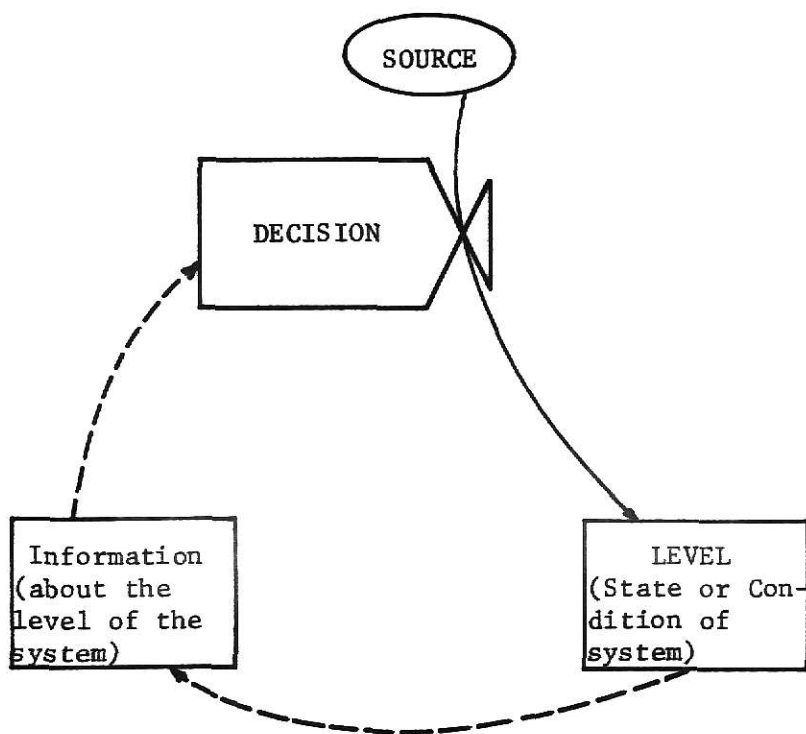 SOURCE
DECISION
Information
(about the
level of the
system)
LEVEL
(State or Con-
dition of
system)